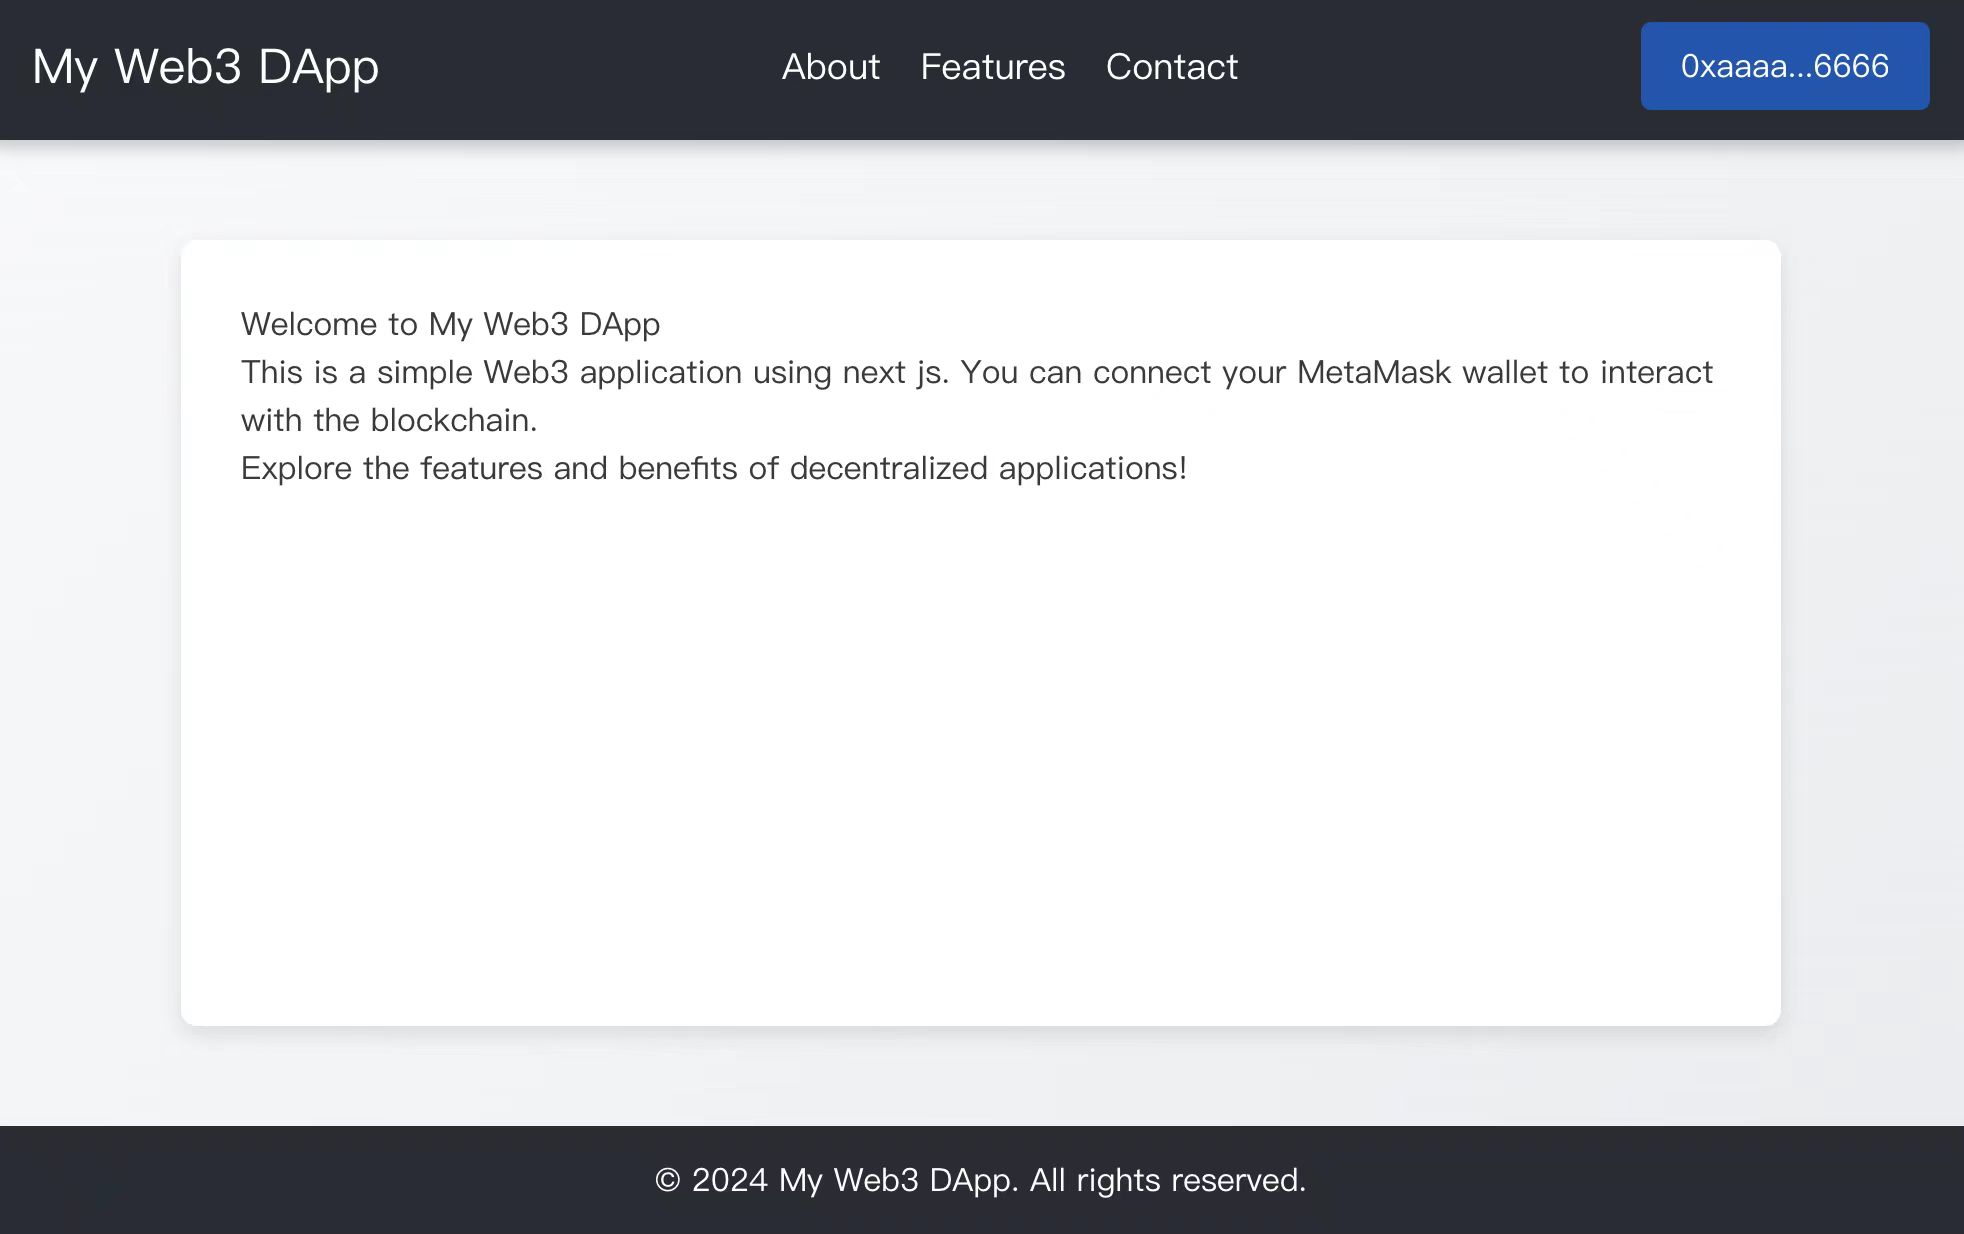 My Web3 DApp
About Features Contact
0xaaaa...6666
Welcome to My Web3 DApp
This is a simple Web3 application using next js. You can connect your MetaMask wallet to interact
with the blockchain.
Explore the features and benefits of decentralized applications!
© 2024 My Web3 DApp. All rights reserved.